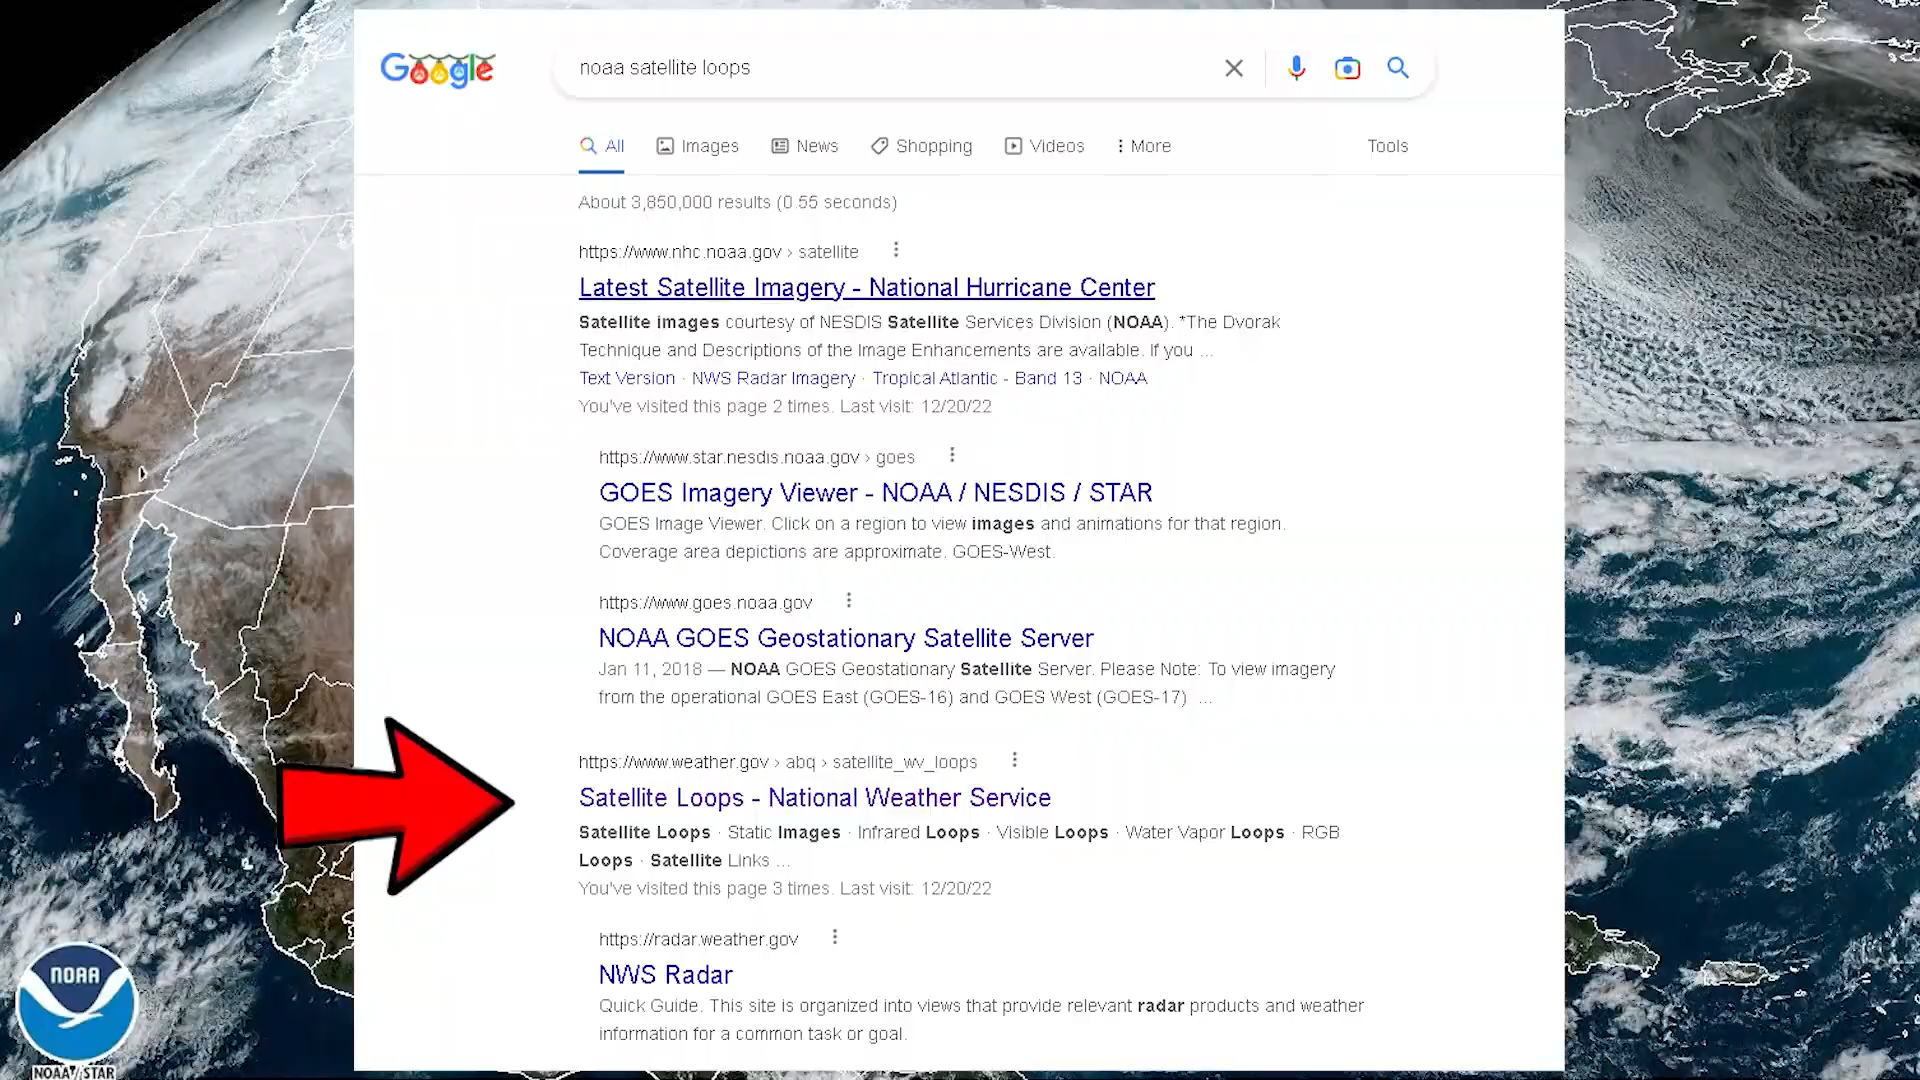 Google
noaa satellite loops
All Images News Shopping Videos More Tools
About 3,850,000 results (0.55 seconds)
https://www.nhc.noaa.gov › satellite
Latest Satellite Imagery - National Hurricane Center
Satellite images courtesy of NESDIS Satellite Services Division (NOAA). *The Dvorak
Technique and Descriptions of the Image Enhancements are available. If you ...
Text Version · NWS Radar Imagery · Tropical Atlantic - Band 13 · NOAA
You've visited this page 2 times. Last visit: 12/20/22
https://www.star.nesdis.noaa.gov › goes
GOES Imagery Viewer - NOAA / NESDIS / STAR
GOES Image Viewer. Click on a region to view images and animations for that region.
Coverage area depictions are approximate. GOES-West.
https://www.goes.noaa.gov
NOAA GOES Geostationary Satellite Server
Jan 11, 2018 — NOAA GOES Geostationary Satellite Server. Please Note: To view imagery
from the operational GOES East (GOES-16) and GOES West (GOES-17) ...
https://www.weather.gov › abq › satellite_wv_loops
Satellite Loops - National Weather Service
Satellite Loops · Static Images · Infrared Loops · Visible Loops · Water Vapor Loops · RGB
Loops · Satellite Links ...
You've visited this page 3 times. Last visit: 12/20/22
https://radar.weather.gov
NWS Radar
Quick Guide. This site is organized into views that provide relevant radar products and weather
information for a common task or goal.
NOAA
NOAA / STAR